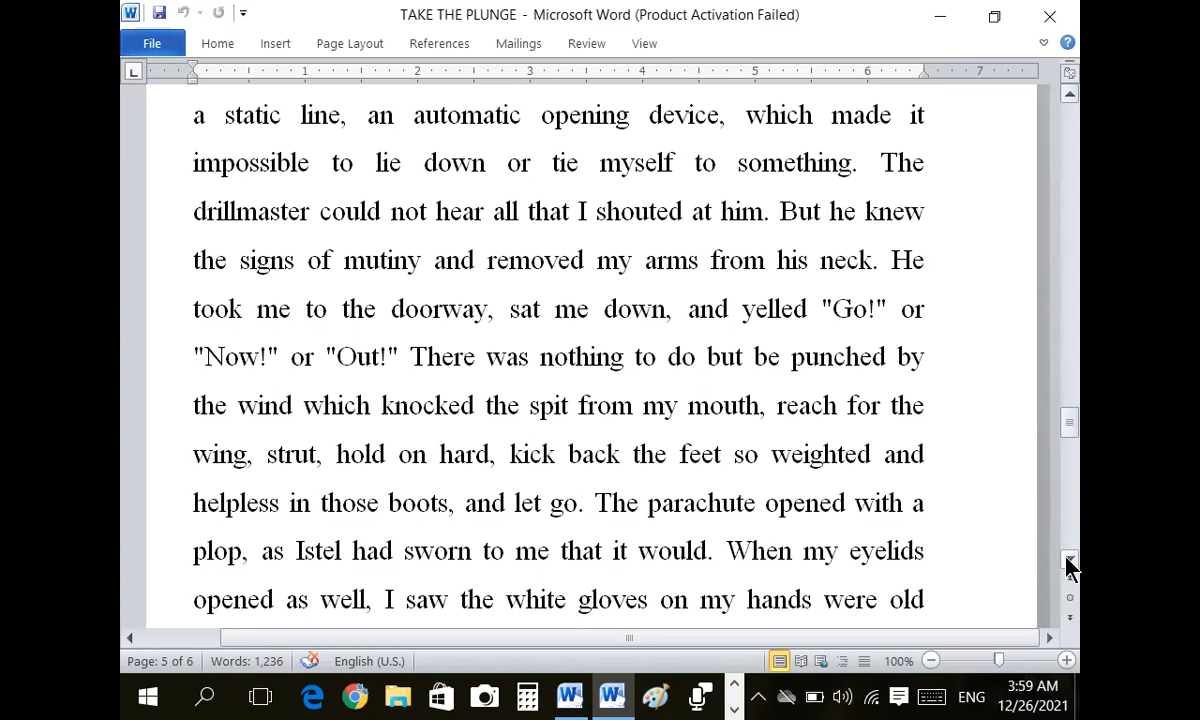 TAKE THE PLUNGE - Microsoft Word (Product Activation Failed)
File Home Insert Page Layout References Mailings Review View
1 2 3 4 5 6 7
a static line, an automatic opening device, which made it
impossible to lie down or tie myself to something. The
drillmaster could not hear all that I shouted at him. But he knew
the signs of mutiny and removed my arms from his neck. He
took me to the doorway, sat me down, and yelled "Go!" or
"Now!" or "Out!" There was nothing to do but be punched by
the wind which knocked the spit from my mouth, reach for the
wing, strut, hold on hard, kick back the feet so weighted and
helpless in those boots, and let go. The parachute opened with a
plop, as Istel had sworn to me that it would. When my eyelids
opened as well, I saw the white gloves on my hands were old
Page: 5 of 6 Words: 1,236 English (U.S.) 100%
ENG 3:59 AM
12/26/2021